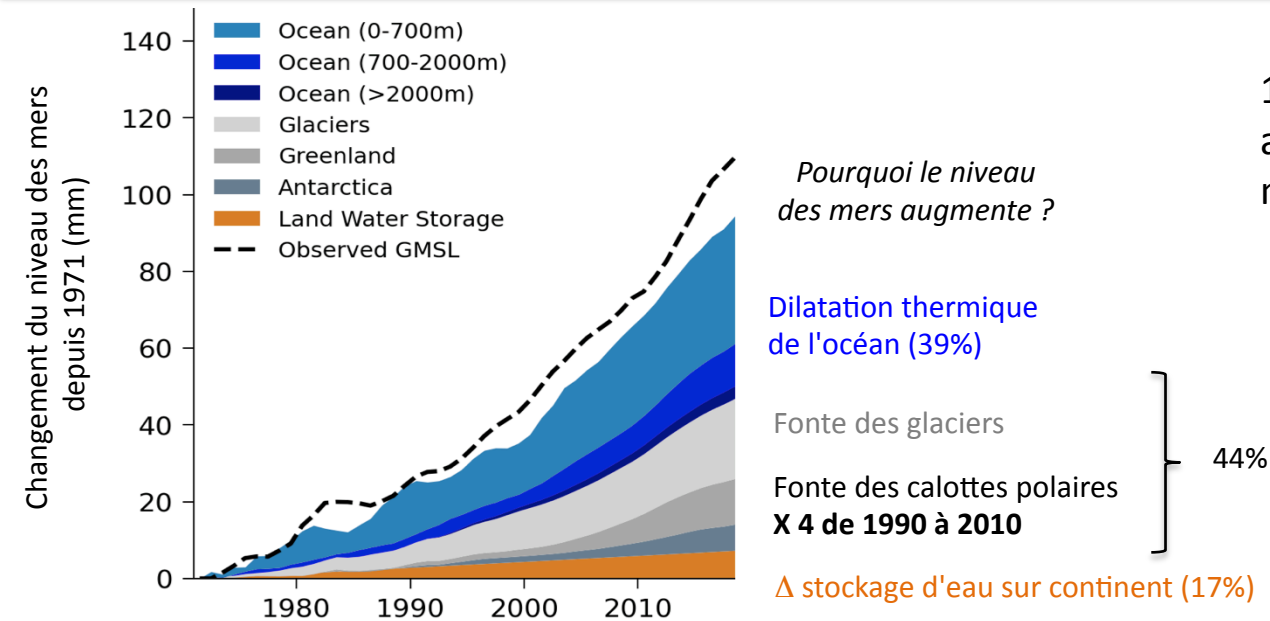 Changement du niveau des mers
depuis 1971 (mm)
140
120
100
80
60
40
20
0
1980
1990
2000
2010
Ocean (0-700m)
Ocean (700-2000m)
Ocean (>2000m)
Glaciers
Greenland
Antarctica
Land Water Storage
Observed GMSL
Pourquoi le niveau
des mers augmente ?
Dilatation thermique
de l'océan (39%)
Fonte des glaciers
Fonte des calottes polaires
X 4 de 1990 à 2010
44%
Δ stockage d'eau sur continent (17%)